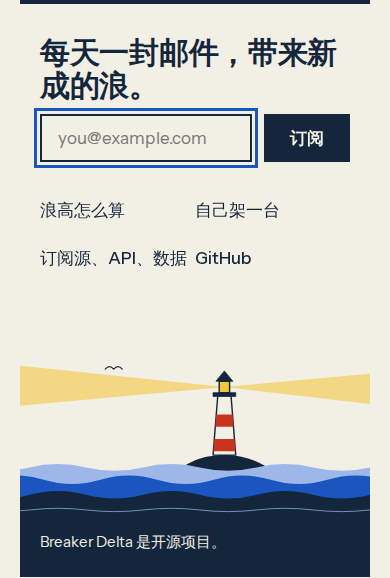 每天一封邮件，带来新
成的浪。
you@example.com
订阅
浪高怎么算
自己架一台
订阅源、API、数据
GitHub
Breaker Delta 是开源项目。